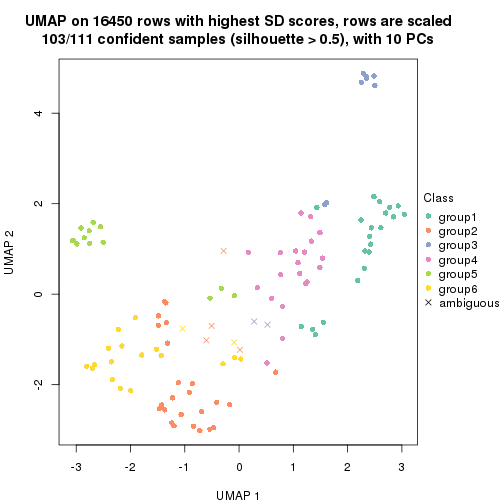 UMAP on 16450 rows with highest SD scores, rows are scaled
103/111 confident samples (silhouette > 0.5), with 10 PCs
4
2
0
-2
UMAP 2
-3
-2
-1
0
1
2
3
UMAP 1
Class
group1
group2
group3
group4
group5
group6
ambiguous